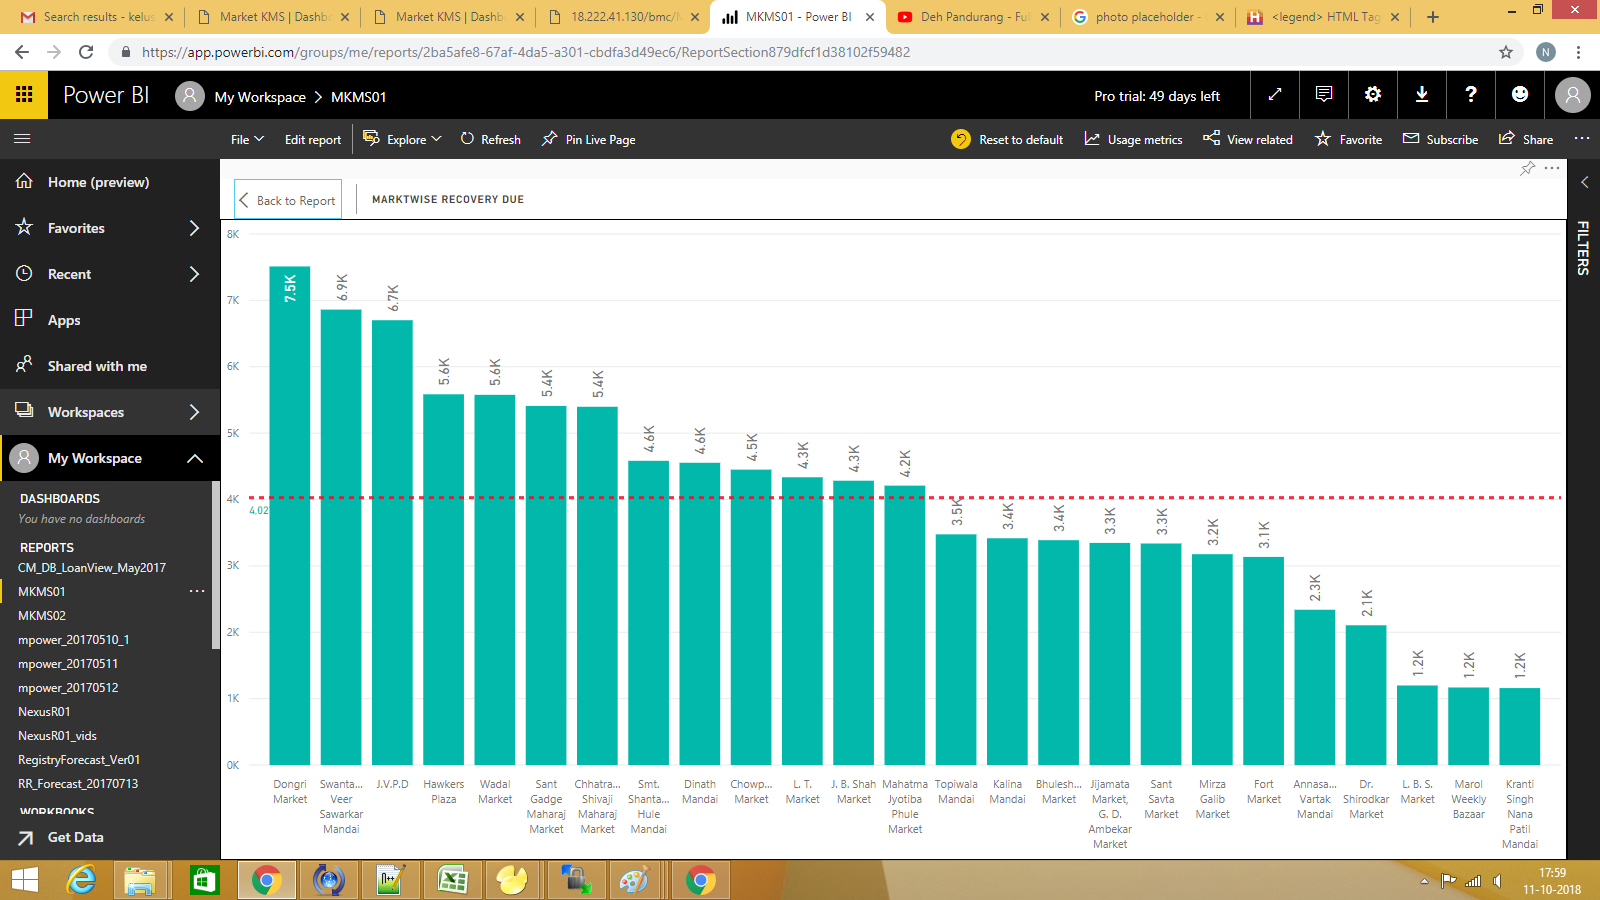 Search results - kelus
Market KMS | Dashb
Market KMS | Dashb
18.222.41.130/bmc/
MKMS01 - Power BI
Deh Pandurang - Ful
photo placeholder -
<legend> HTML Tag
https://app.powerbi.com/groups/me/reports/2ba5afe8-67af-4da5-a301-cbdfa3d49ec6/ReportSection879dfcf1d38102f59482
N
Power BI
My Workspace > MKMS01
Pro trial: 49 days left
File
Edit report
Explore
Refresh
Pin Live Page
Reset to default
Usage metrics
View related
Favorite
Subscribe
Share
Home (preview)
Favorites
Recent
Apps
Shared with me
Workspaces
My Workspace
DASHBOARDS
You have no dashboards
REPORTS
CM_DB_LoanView_May2017
MKMS01
MKMS02
mpower_20170510_1
mpower_20170511
mpower_20170512
NexusR01
NexusR01_vids
RegistryForecast_Ver01
RR_Forecast_20170713
WORKBOOKS
Get Data
Back to Report
MARKTWISE RECOVERY DUE
FILTERS
8K
7K
6K
5K
4K
4.02
3K
2K
1K
0K
7.5K
6.9K
6.7K
5.6K
5.6K
5.4K
5.4K
4.6K
4.6K
4.5K
4.3K
4.3K
4.2K
3.5K
3.4K
3.4K
3.3K
3.3K
3.2K
3.1K
2.3K
2.1K
1.2K
1.2K
1.2K
Dongri
Market
Swanta...
Veer
Sawarkar
Mandai
J.V.P.D
Hawkers
Plaza
Wadal
Market
Sant
Gadge
Maharaj
Market
Chhatra...
Shivaji
Maharaj
Market
Smt.
Shanta...
Hule
Mandai
Dinath
Mandai
Chowp...
Market
L. T.
Market
J. B. Shah
Market
Mahatma
Jyotiba
Phule
Market
Topiwala
Mandai
Kalina
Mandai
Bhulesh...
Market
Jijamata
Market,
G. D.
Ambekar
Market
Sant
Savta
Market
Mirza
Galib
Market
Fort
Market
Annasa...
Vartak
Mandai
Dr.
Shirodkar
Market
L. B. S.
Market
Marol
Weekly
Bazaar
Kranti
Singh
Nana
Patil
Mandai
17:59
11-10-2018